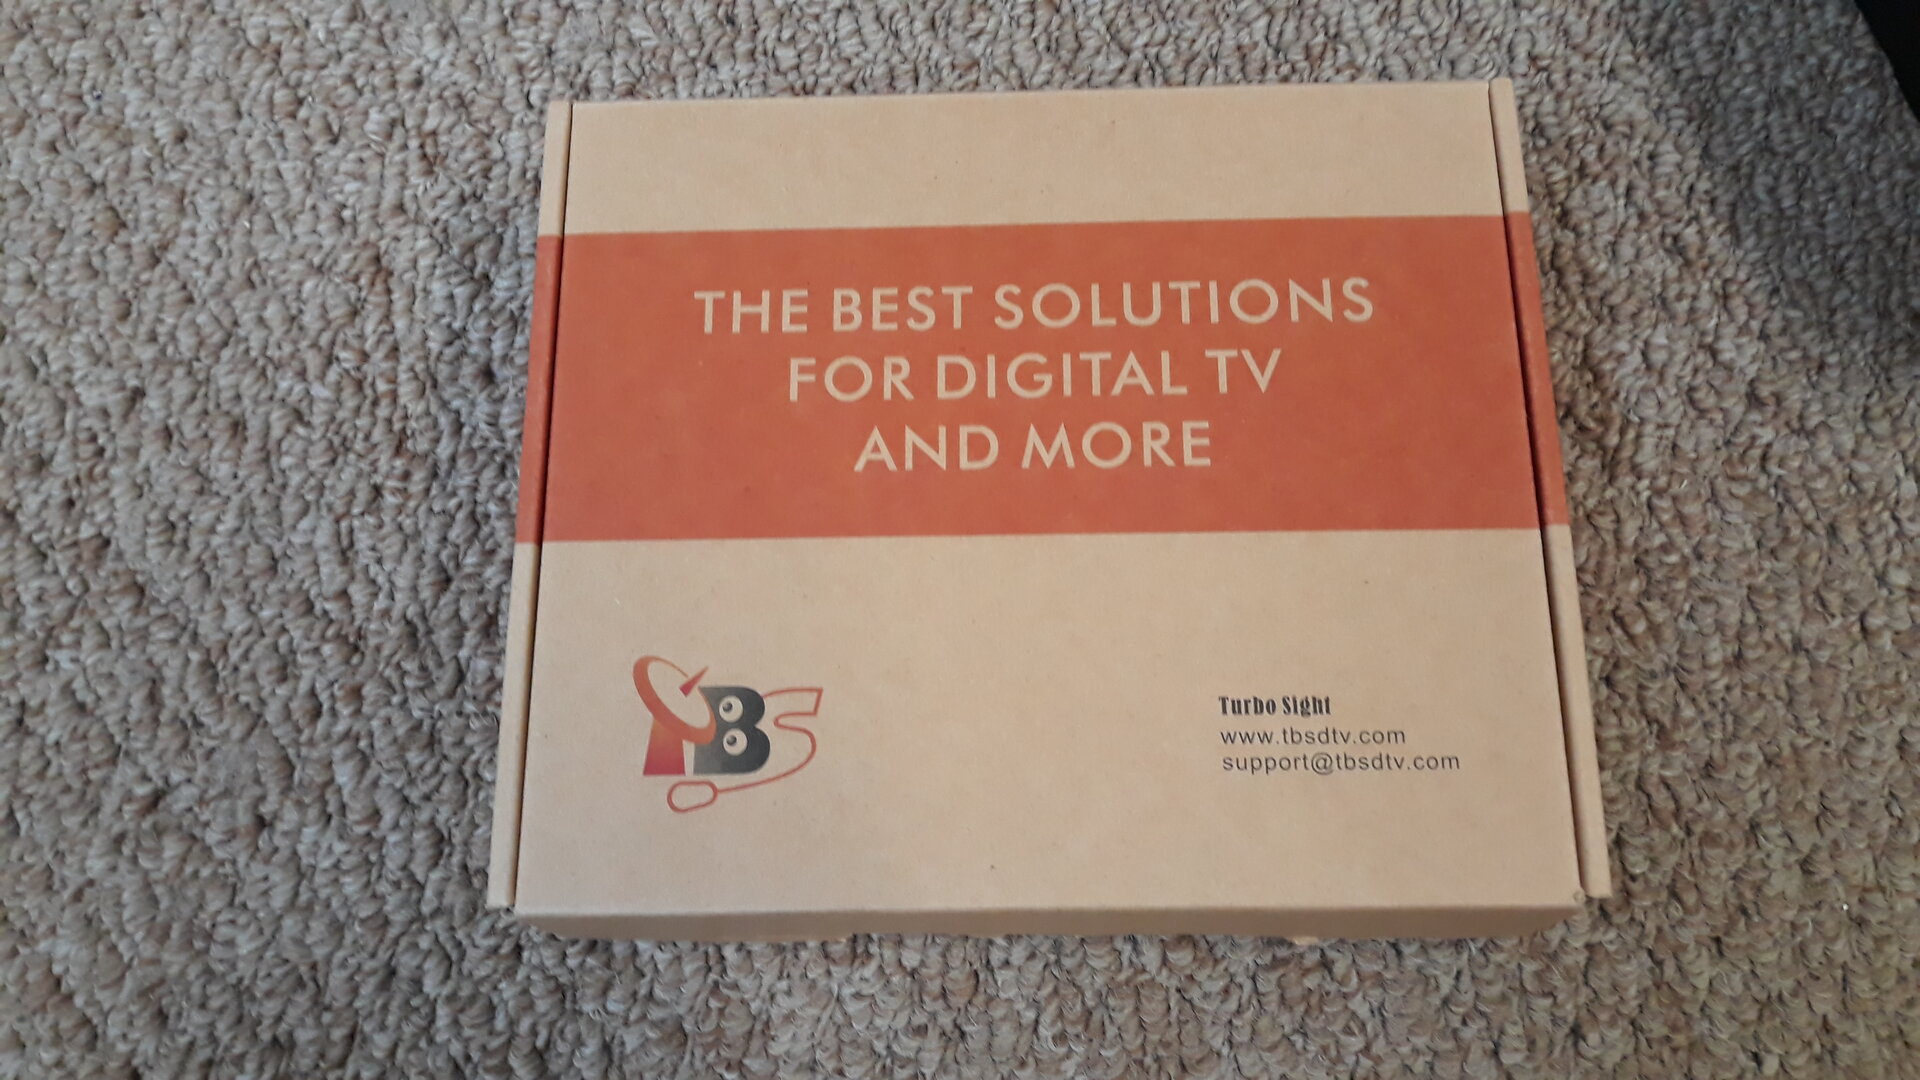 THE BEST SOLUTIONS
FOR DIGITAL TV
AND MORE
TBS
Turbo Sight
www.tbsdtv.com
support@tbsdtv.com